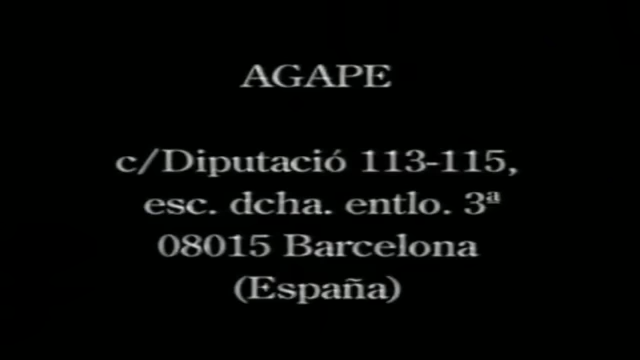 AGAPE
c/Diputació 113-115,
esc. dcha. entlo. 3ª
08015 Barcelona
(España)